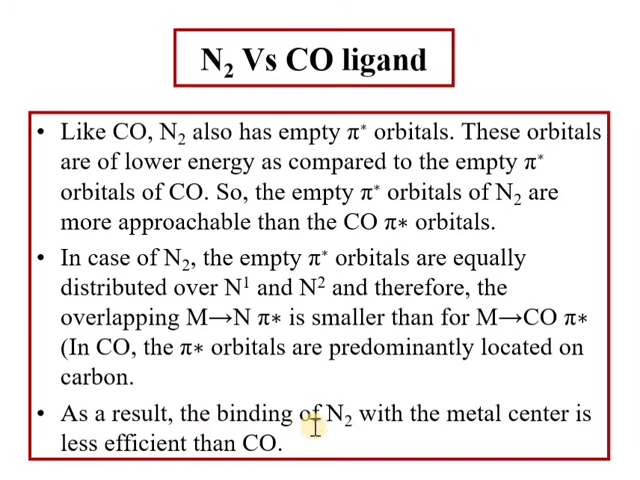 N₂ Vs CO ligand
• Like CO, N₂ also has empty π* orbitals. These orbitals
are of lower energy as compared to the empty π*
orbitals of CO. So, the empty π* orbitals of N₂ are
more approachable than the CO π* orbitals.
• In case of N₂, the empty π* orbitals are equally
distributed over N¹ and N² and therefore, the
overlapping M→N π* is smaller than for M→CO π*
(In CO, the π* orbitals are predominantly located on
carbon.
• As a result, the binding of N₂ with the metal center is
less efficient than CO.